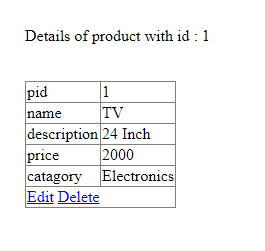 Details of product with id : 1
pid 1
name TV
description 24 Inch
price 2000
catagory Electronics
Edit Delete